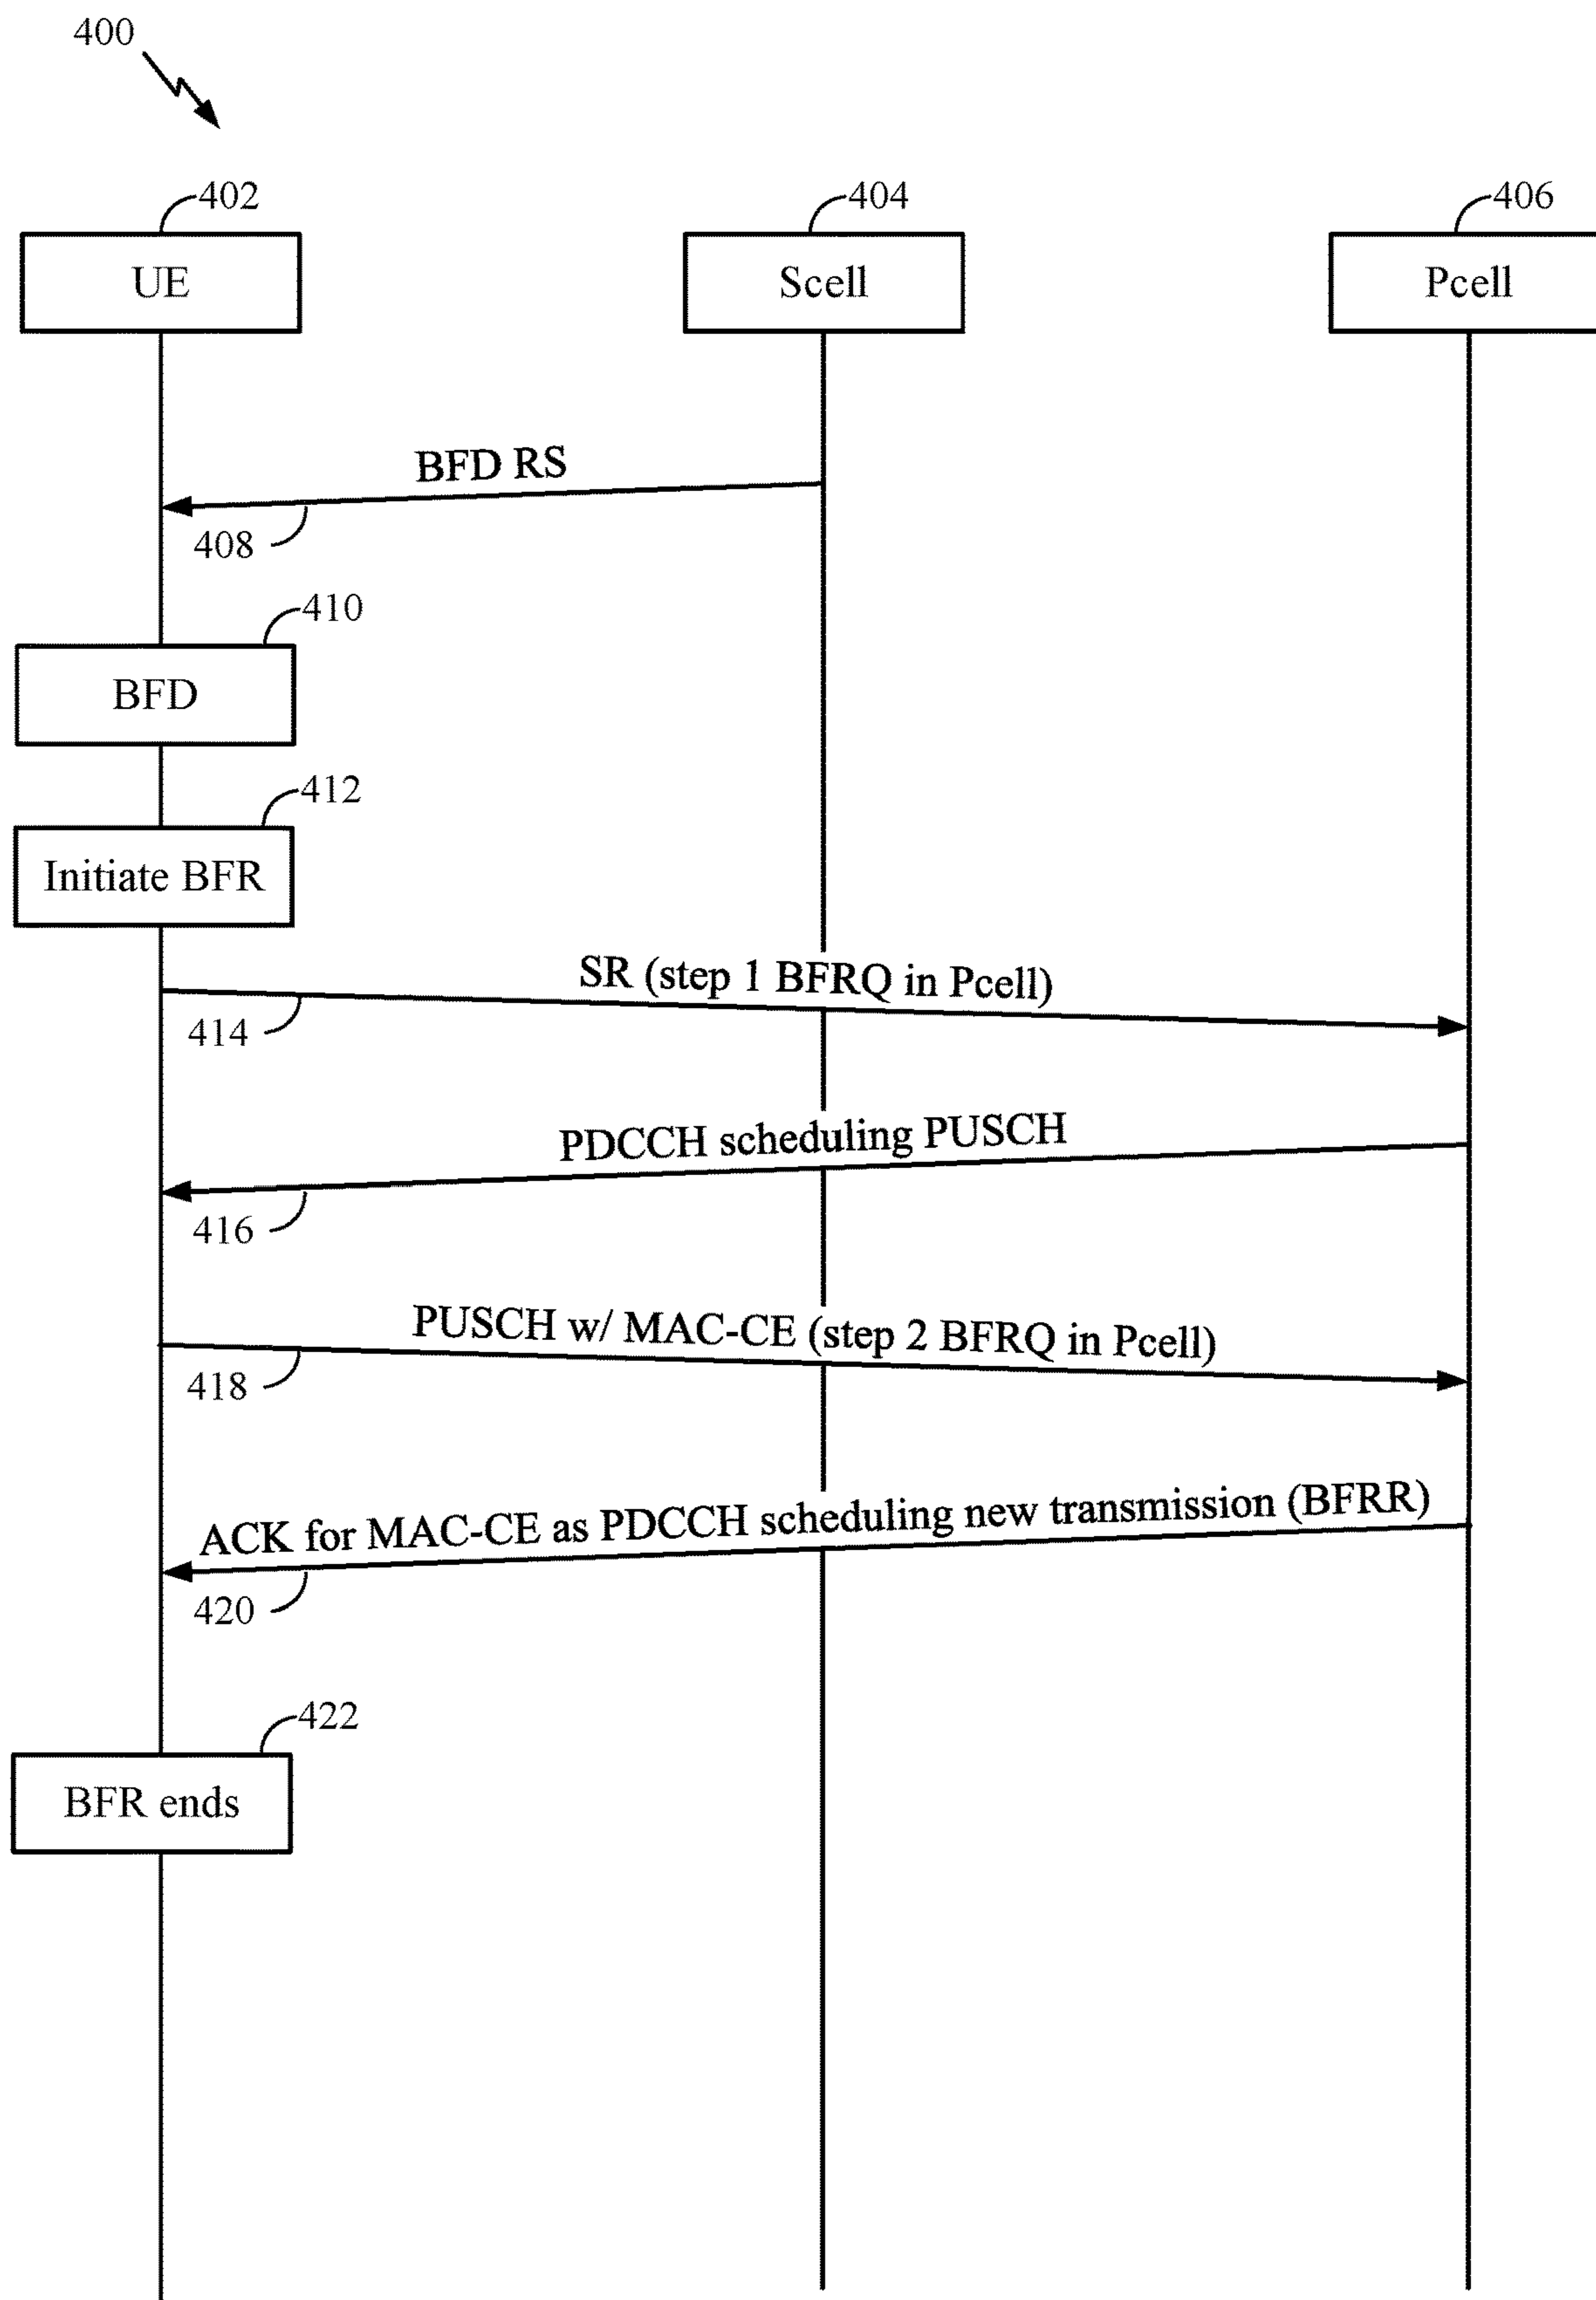 400
402
404
406
UE
Scell
Pcell
BFD RS
408
410
BFD
412
Initiate BFR
SR (step 1 BFRQ in Pcell)
414
PDCCH scheduling PUSCH
416
PUSCH w/ MAC-CE (step 2 BFRQ in Pcell)
418
ACK for MAC-CE as PDCCH scheduling new transmission (BFRR)
420
422
BFR ends